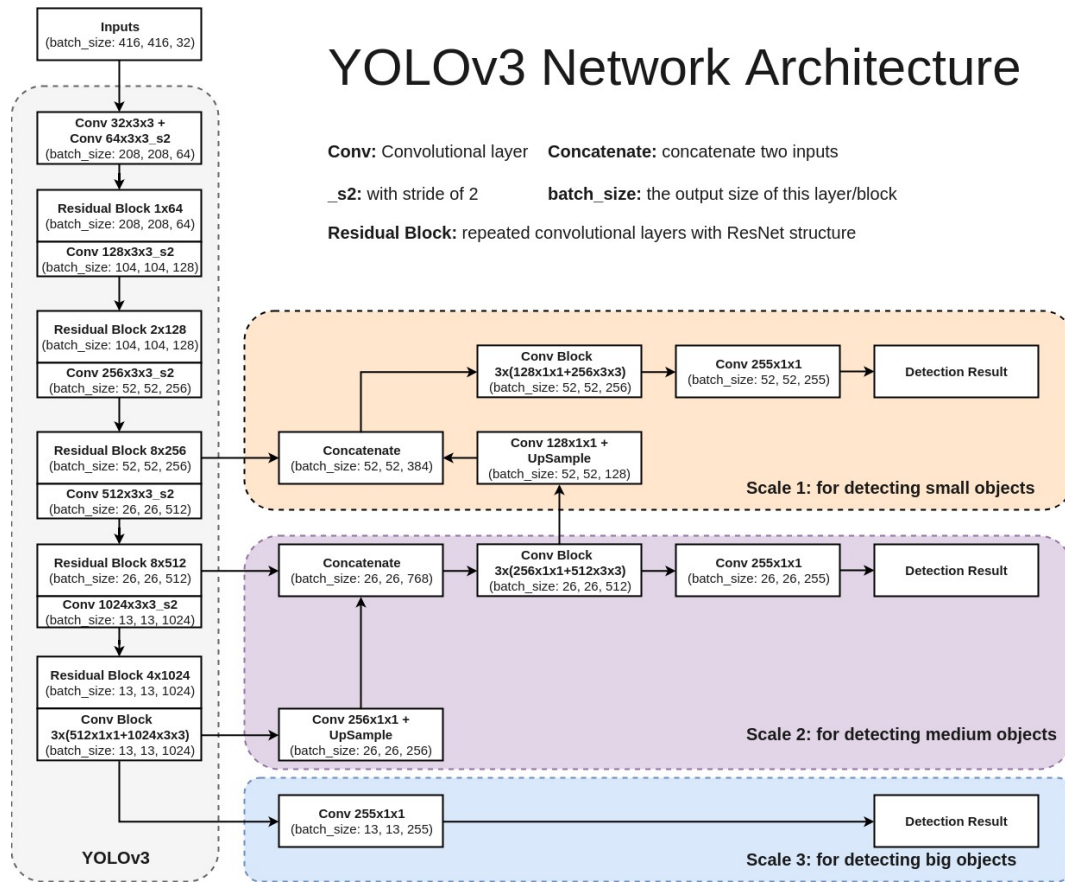 Inputs
(batch_size: 416, 416, 32)
YOLOv3 Network Architecture
Conv: Convolutional layer
Concatenate: concatenate two inputs
_s2: with stride of 2
batch_size: the output size of this layer/block
Residual Block: repeated convolutional layers with ResNet structure
Conv 32x3x3 +
Conv 64x3x3_s2
(batch_size: 208, 208, 64)
Residual Block 1x64
(batch_size: 208, 208, 64)
Conv 128x3x3_s2
(batch_size: 104, 104, 128)
Residual Block 2x128
(batch_size: 104, 104, 128)
Conv 256x3x3_s2
(batch_size: 52, 52, 256)
Residual Block 8x256
(batch_size: 52, 52, 256)
Conv 512x3x3_s2
(batch_size: 26, 26, 512)
Residual Block 8x512
(batch_size: 26, 26, 512)
Conv 1024x3x3_s2
(batch_size: 13, 13, 1024)
Residual Block 4x1024
(batch_size: 13, 13, 1024)
Conv Block
3x(512x1x1+1024x3x3)
(batch_size: 13, 13, 1024)
YOLOv3
Conv Block
3x(128x1x1+256x3x3)
(batch_size: 52, 52, 256)
Conv 255x1x1
(batch_size: 52, 52, 255)
Detection Result
Concatenate
(batch_size: 52, 52, 384)
Conv 128x1x1 +
UpSample
(batch_size: 52, 52, 128)
Scale 1: for detecting small objects
Concatenate
(batch_size: 26, 26, 768)
Conv Block
3x(256x1x1+512x3x3)
(batch_size: 26, 26, 512)
Conv 255x1x1
(batch_size: 26, 26, 255)
Detection Result
Conv 256x1x1 +
UpSample
(batch_size: 26, 26, 256)
Scale 2: for detecting medium objects
Conv 255x1x1
(batch_size: 13, 13, 255)
Detection Result
Scale 3: for detecting big objects